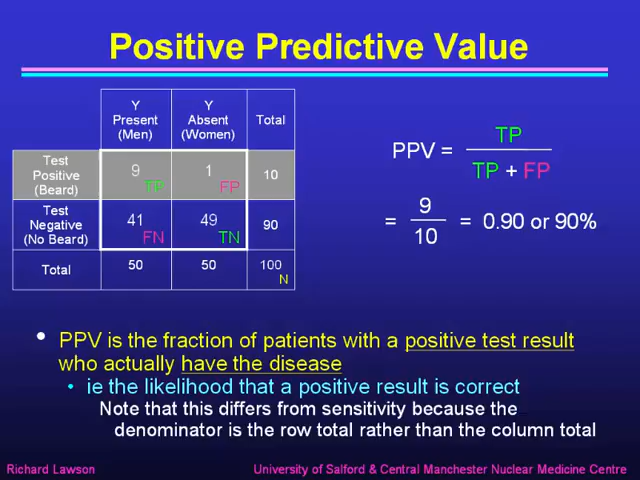 Positive Predictive Value
Y
Present
(Men)
Y
Absent
(Women)
Total
Test
Positive
(Beard)
9
TP
1
FP
10
Test
Negative
(No Beard)
41
FN
49
TN
90
Total
50
50
100
N
PPV = TP
TP + FP
= 9
10
= 0.90 or 90%
• PPV is the fraction of patients with a positive test result
who actually have the disease
• ie the likelihood that a positive result is correct
Note that this differs from sensitivity because the
denominator is the row total rather than the column total
Richard Lawson
University of Salford & Central Manchester Nuclear Medicine Centre